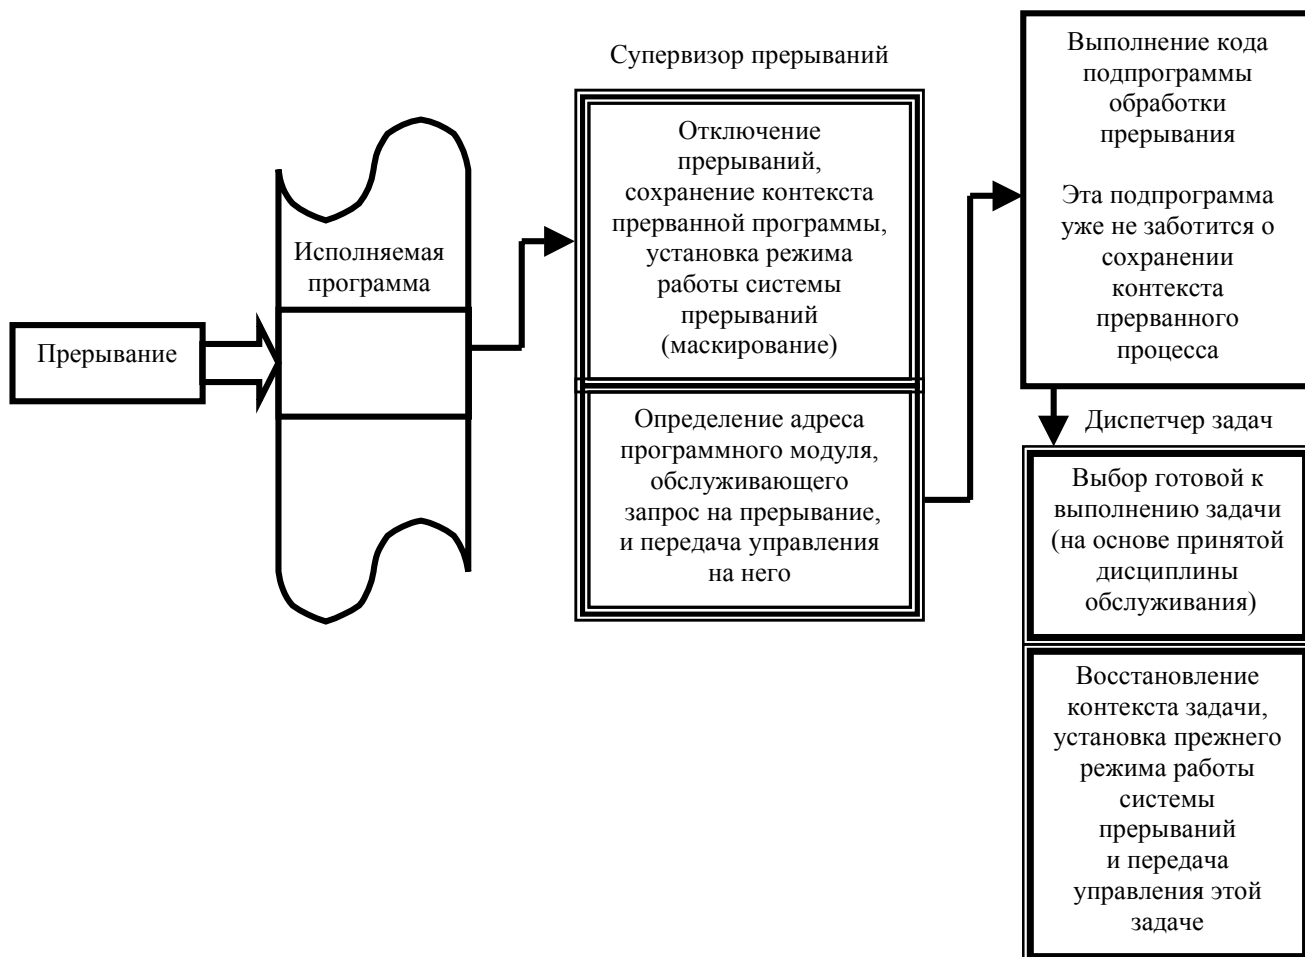 Прерывание
Исполняемая
программа
Супервизор прерываний
Отключение
прерываний,
сохранение контекста
прерванной программы,
установка режима
работы системы
прерываний
(маскирование)
Определение адреса
программного модуля,
обслуживающего
запрос на прерывание,
и передача управления
на него
Выполнение кода
подпрограммы
обработки
прерывания
Эта подпрограмма
уже не заботится о
сохранении
контекста
прерванного
процесса
Диспетчер задач
Выбор готовой к
выполнению задачи
(на основе принятой
дисциплины
обслуживания)
Восстановление
контекста задачи,
установка прежнего
режима работы
системы
прерываний
и передача
управления этой
задаче